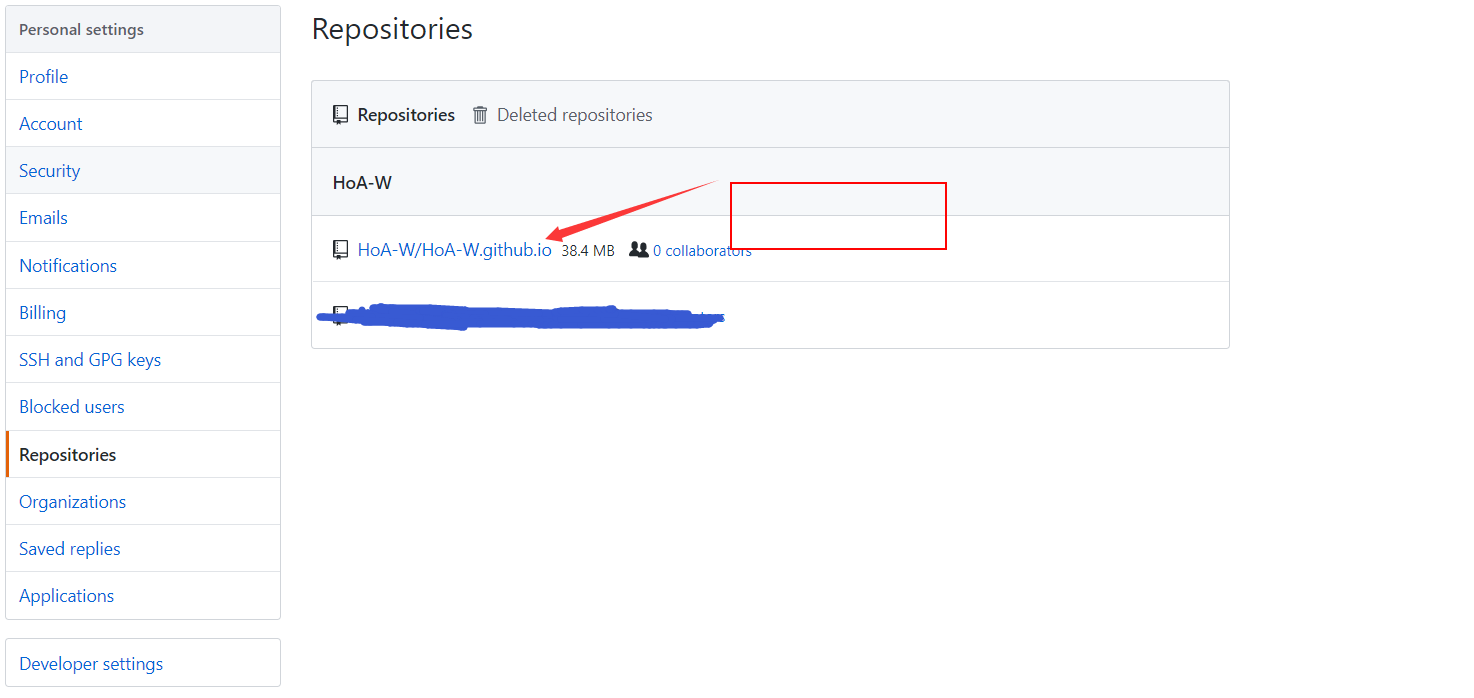 Personal settings
Profile
Account
Security
Emails
Notifications
Billing
SSH and GPG keys
Blocked users
Repositories
Organizations
Saved replies
Applications
Developer settings
Repositories
Repositories Deleted repositories
HoA-W
HoA-W/HoA-W.github.io 38.4 MB 0 collaborators